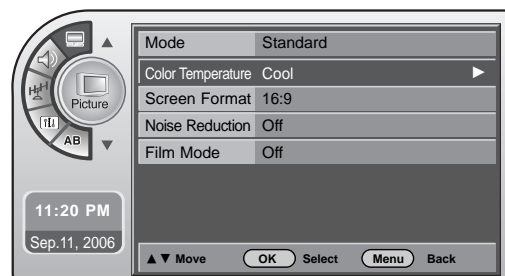 Picture
AB
11:20 PM
Sep.11, 2006
Mode Standard
Color Temperature Cool
Screen Format 16:9
Noise Reduction Off
Film Mode Off
▲▼ Move OK Select Menu Back